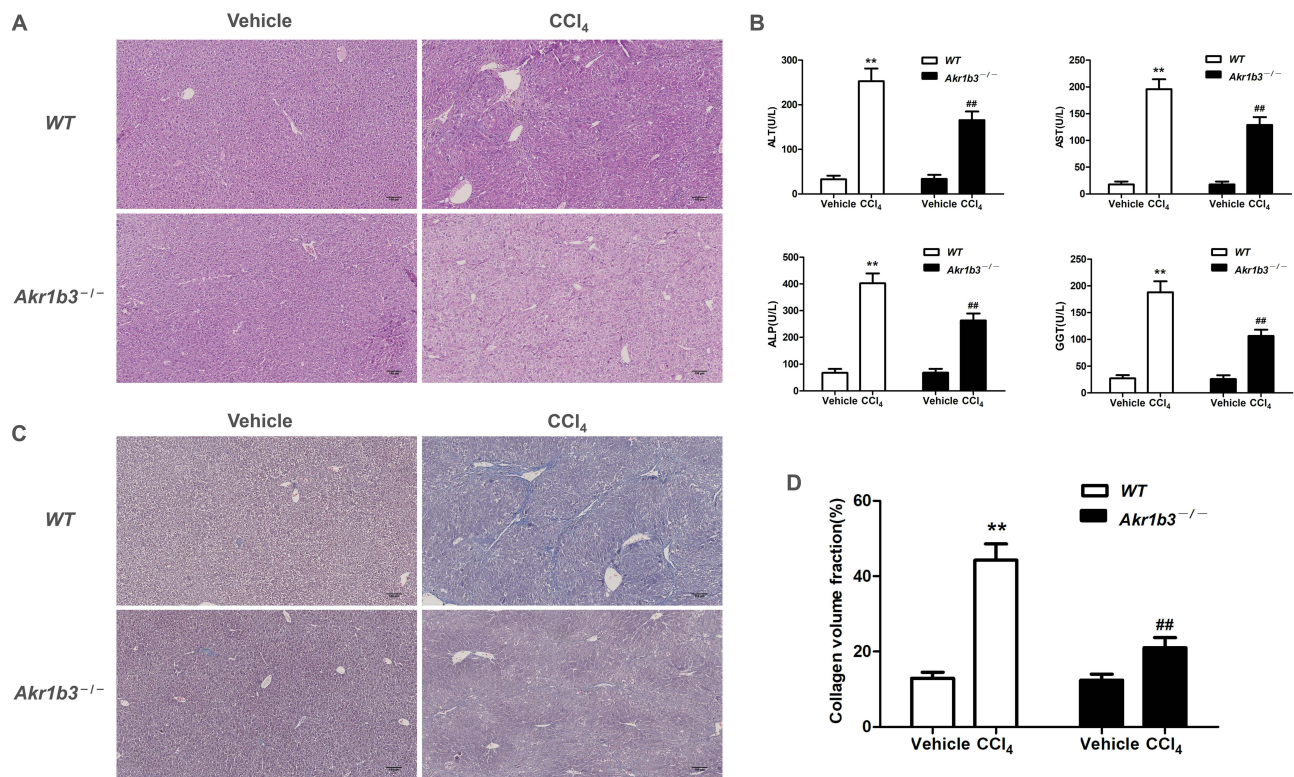 A
Vehicle
CCl₄
WT
Akr1b3⁻/⁻
B
ALT(U/L)
300
200
100
0
Vehicle CCl₄
Vehicle CCl₄
**
##
WT
Akr1b3⁻/⁻
AST(U/L)
250
200
150
100
50
0
Vehicle CCl₄
Vehicle CCl₄
**
##
WT
Akr1b3⁻/⁻
ALP(U/L)
500
400
300
200
100
0
Vehicle CCl₄
Vehicle CCl₄
**
##
WT
Akr1b3⁻/⁻
GGT(U/L)
250
200
150
100
50
0
Vehicle CCl₄
Vehicle CCl₄
**
##
WT
Akr1b3⁻/⁻
C
Vehicle
CCl₄
WT
Akr1b3⁻/⁻
D
Collagen volume fraction(%)
60
40
20
0
Vehicle CCl₄
Vehicle CCl₄
**
##
WT
Akr1b3⁻/⁻